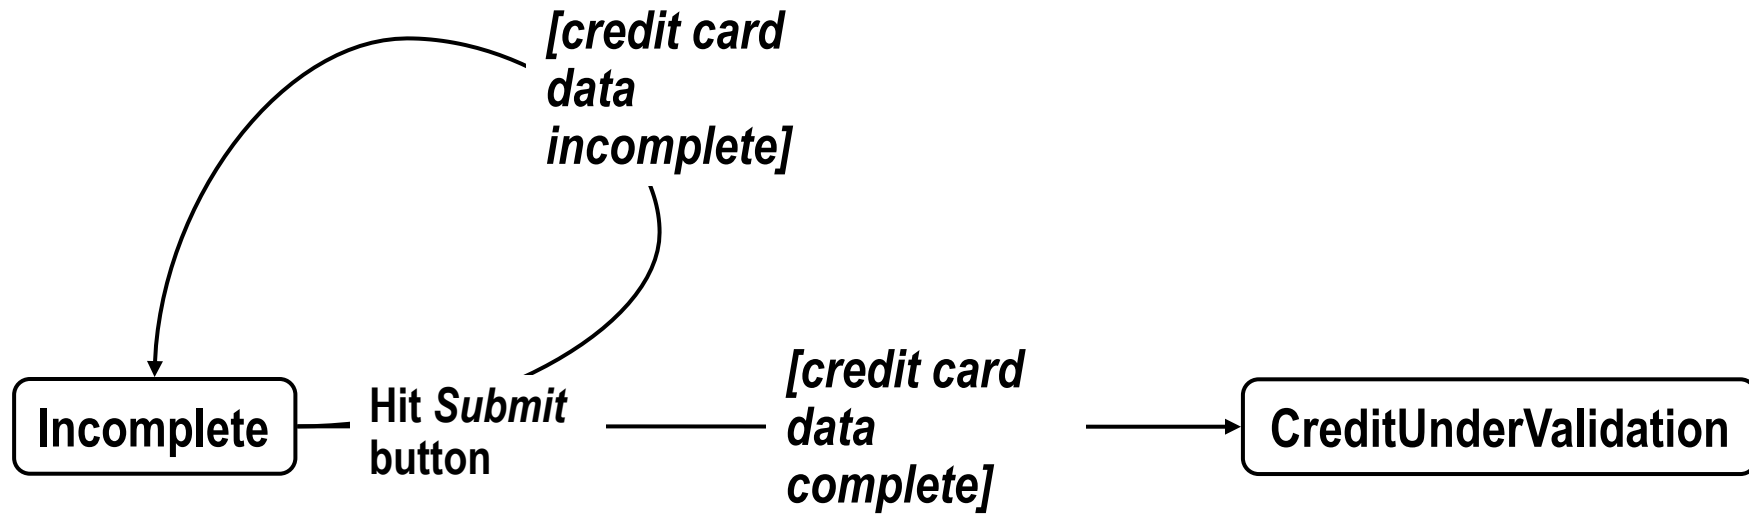 [credit card
data
incomplete]
Incomplete
Hit Submit
button
[credit card
data
complete]
CreditUnderValidation